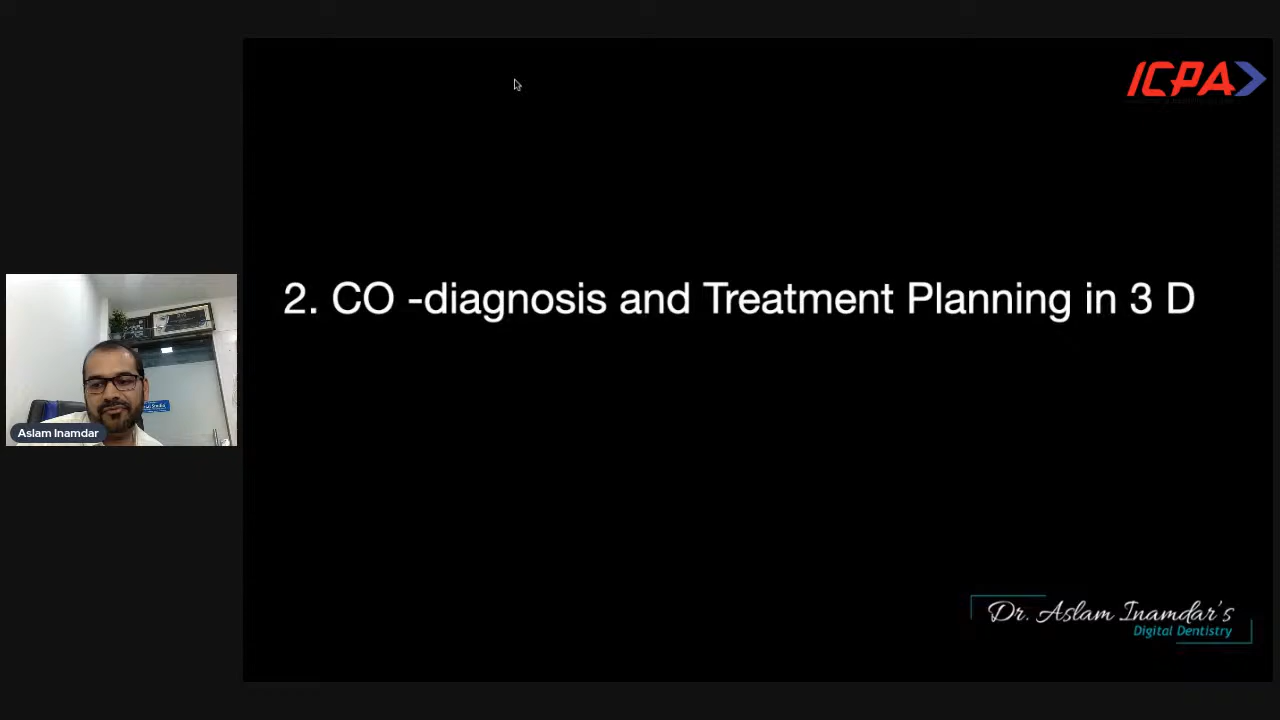 ICPA
2. CO -diagnosis and Treatment Planning in 3 D
Aslam Inamdar
Dr. Aslam Inamdar's
Digital Dentistry